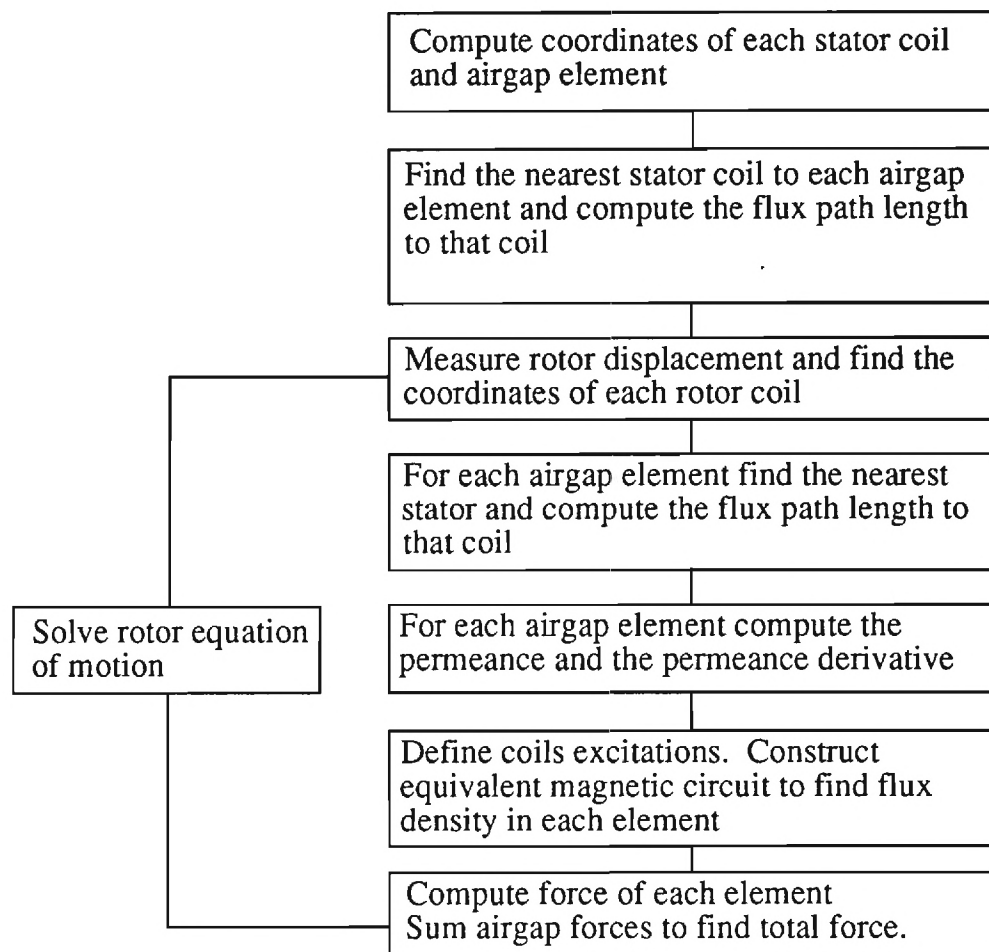 Compute coordinates of each stator coil
and airgap element
Find the nearest stator coil to each airgap
element and compute the flux path length
to that coil
Measure rotor displacement and find the
coordinates of each rotor coil
For each airgap element find the nearest
stator and compute the flux path length to
that coil
Solve rotor equation
of motion
For each airgap element compute the
permeance and the permeance derivative
Define coils excitations. Construct
equivalent magnetic circuit to find flux
density in each element
Compute force of each element
Sum airgap forces to find total force.